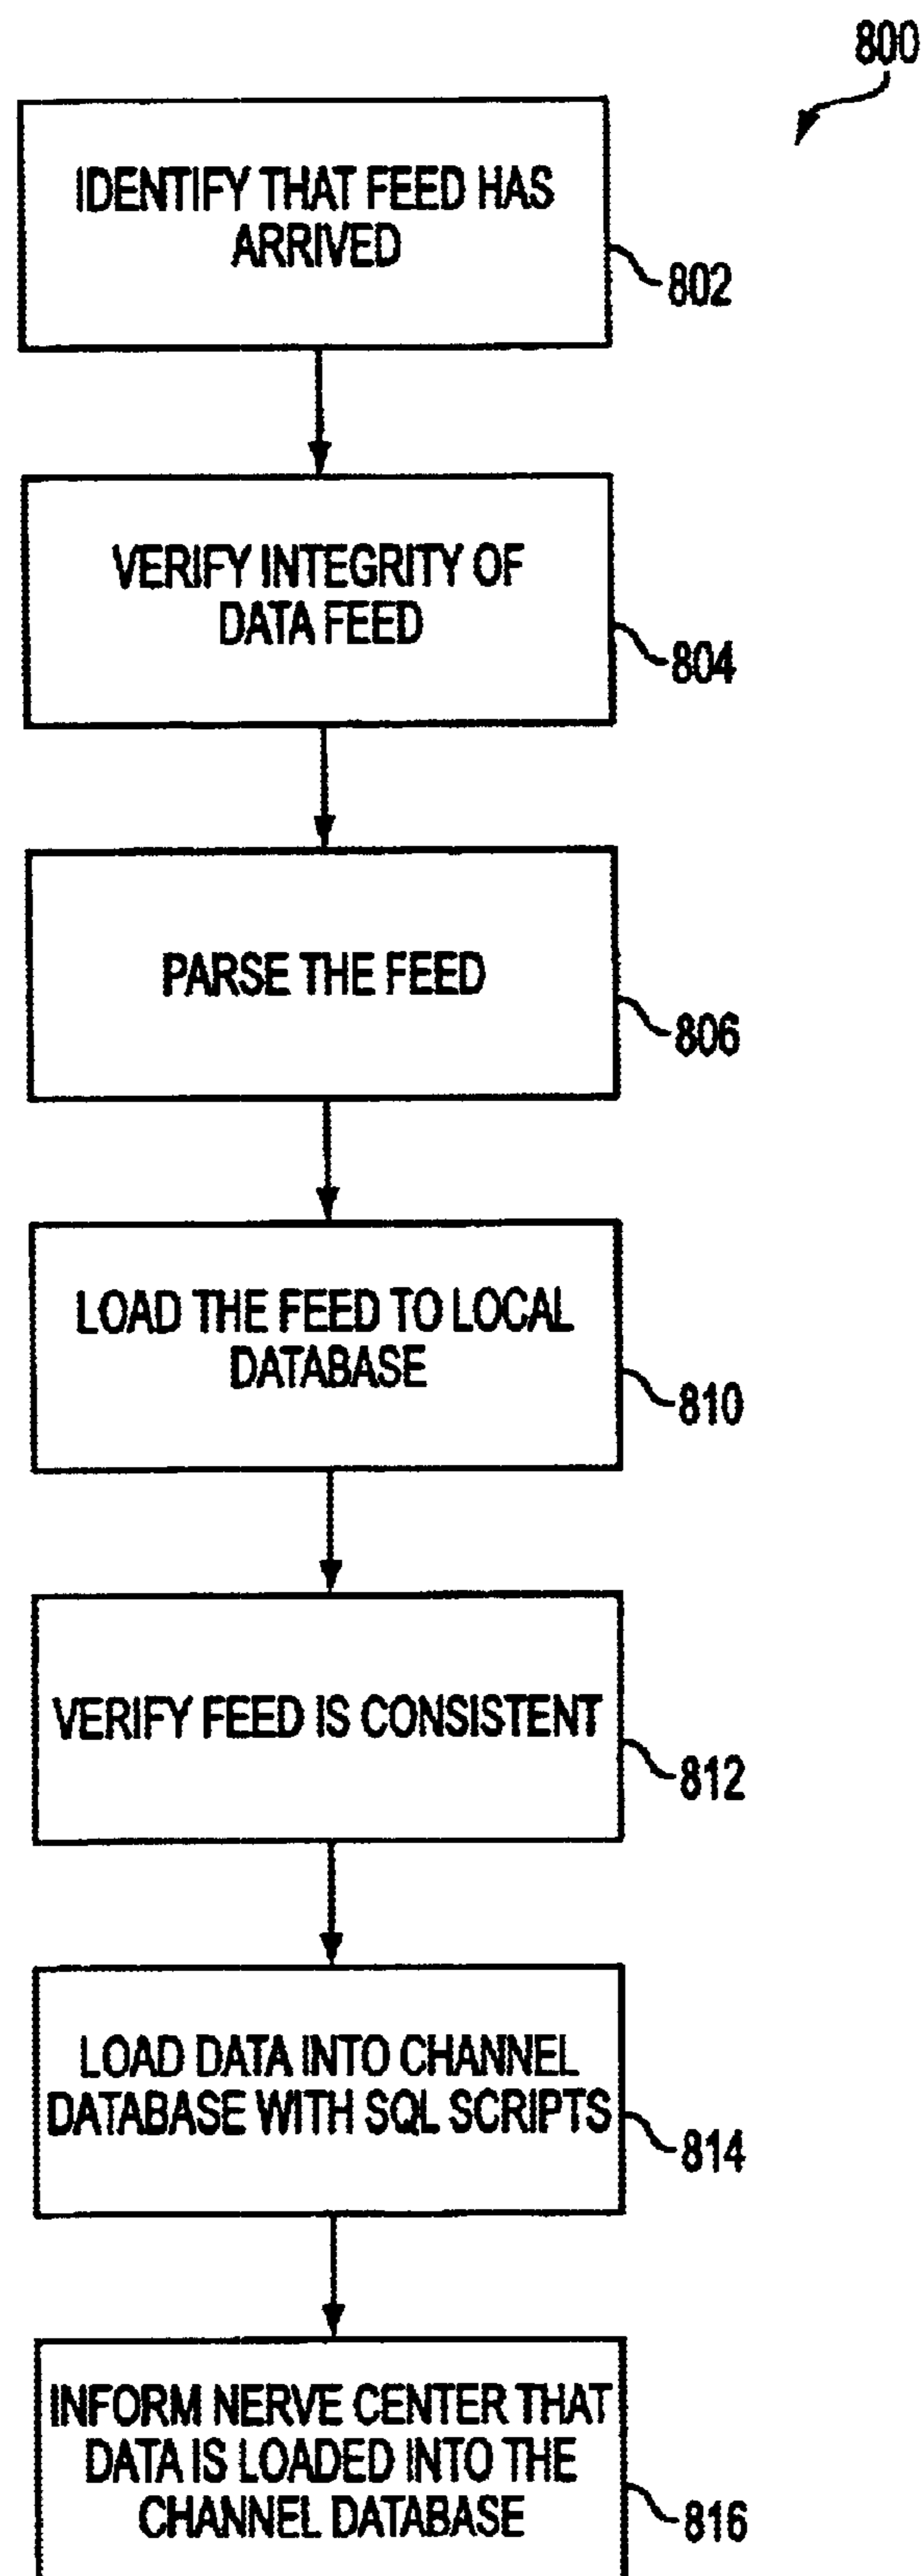 800
IDENTIFY THAT FEED HAS
ARRIVED
802
VERIFY INTEGRITY OF
DATA FEED
804
PARSE THE FEED
806
LOAD THE FEED TO LOCAL
DATABASE
810
VERIFY FEED IS CONSISTENT
812
LOAD DATA INTO CHANNEL
DATABASE WITH SQL SCRIPTS
814
INFORM NERVE CENTER THAT
DATA IS LOADED INTO THE
CHANNEL DATABASE
816